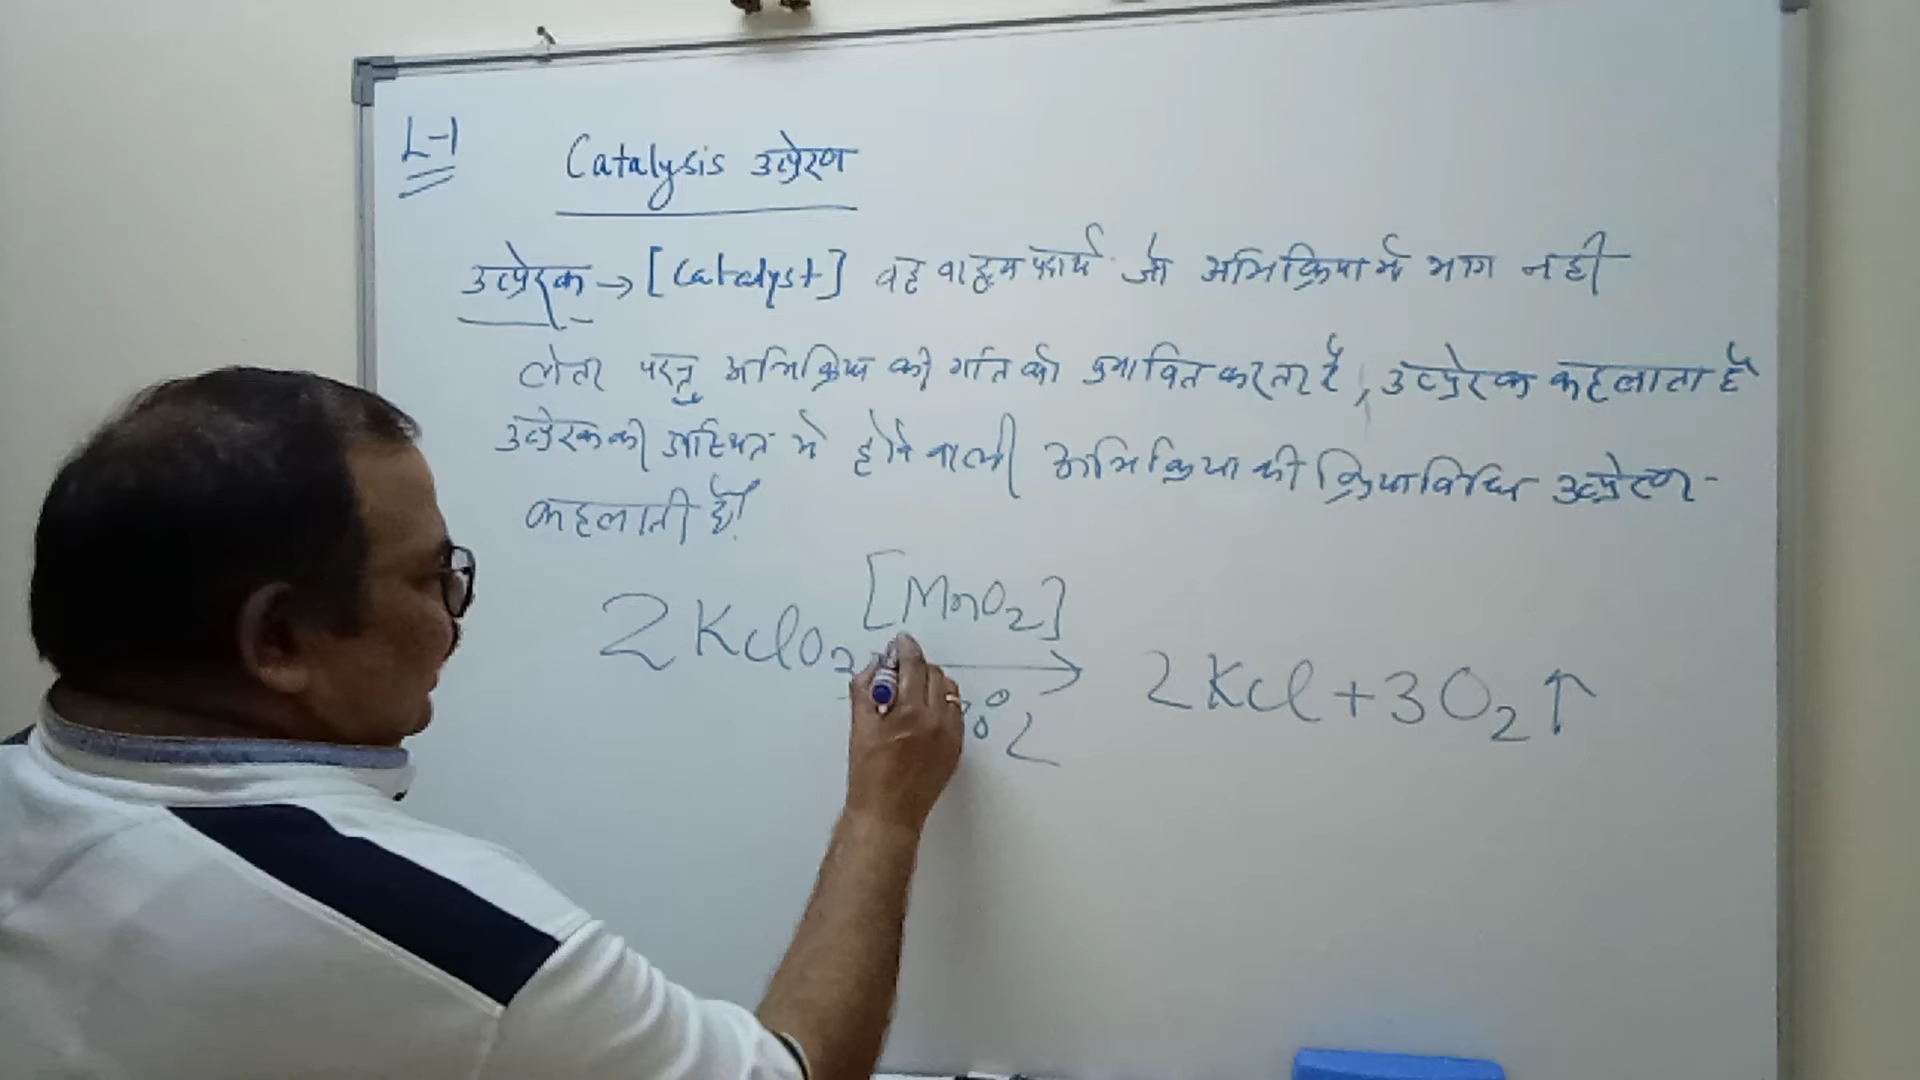 L-1
Catalysis उत्प्रेरण
उत्प्रेरक → [Catalyst] वह बाह्य पदार्थ जो अभिक्रिया में भाग नही
लेता परन्तु अभिक्रिया की गति को प्रभावित करता है, उत्प्रेरक कहलाता है
उत्प्रेरक की उपस्थिति में होने वाली अभिक्रिया की क्रियाविधि उत्प्रेरण-
कहलाती है।
[MnO2]
2KClO3 → 2KCl + 3O2↑
0°C